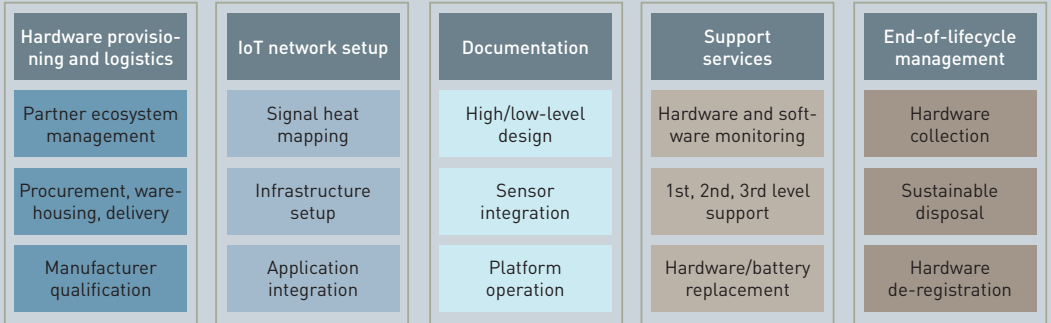 Hardware provisio-
ning and logistics
Partner ecosystem
management
Procurement, ware-
housing, delivery
Manufacturer
qualification
IoT network setup
Signal heat
mapping
Infrastructure
setup
Application
integration
Documentation
High/low-level
design
Sensor
integration
Platform
operation
Support
services
Hardware and soft-
ware monitoring
1st, 2nd, 3rd level
support
Hardware/battery
replacement
End-of-lifecycle
management
Hardware
collection
Sustainable
disposal
Hardware
de-registration